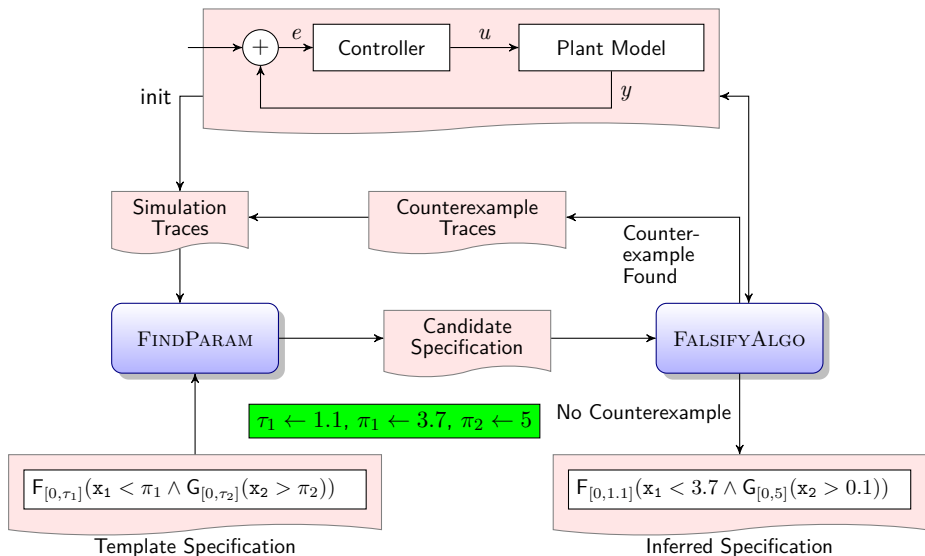 +
e
Controller
u
Plant Model
y
init
Simulation
Traces
Counterexample
Traces
Counter-
example
Found
FINDPARAM
Candidate
Specification
FALSIFYALGO
τ₁ ← 1.1, π₁ ← 3.7, π₂ ← 5
No Counterexample
F[0,τ₁](x₁ < π₁ ∧ G[0,τ₂](x₂ > π₂))
Template Specification
F[0,1.1](x₁ < 3.7 ∧ G[0,5](x₂ > 0.1))
Inferred Specification